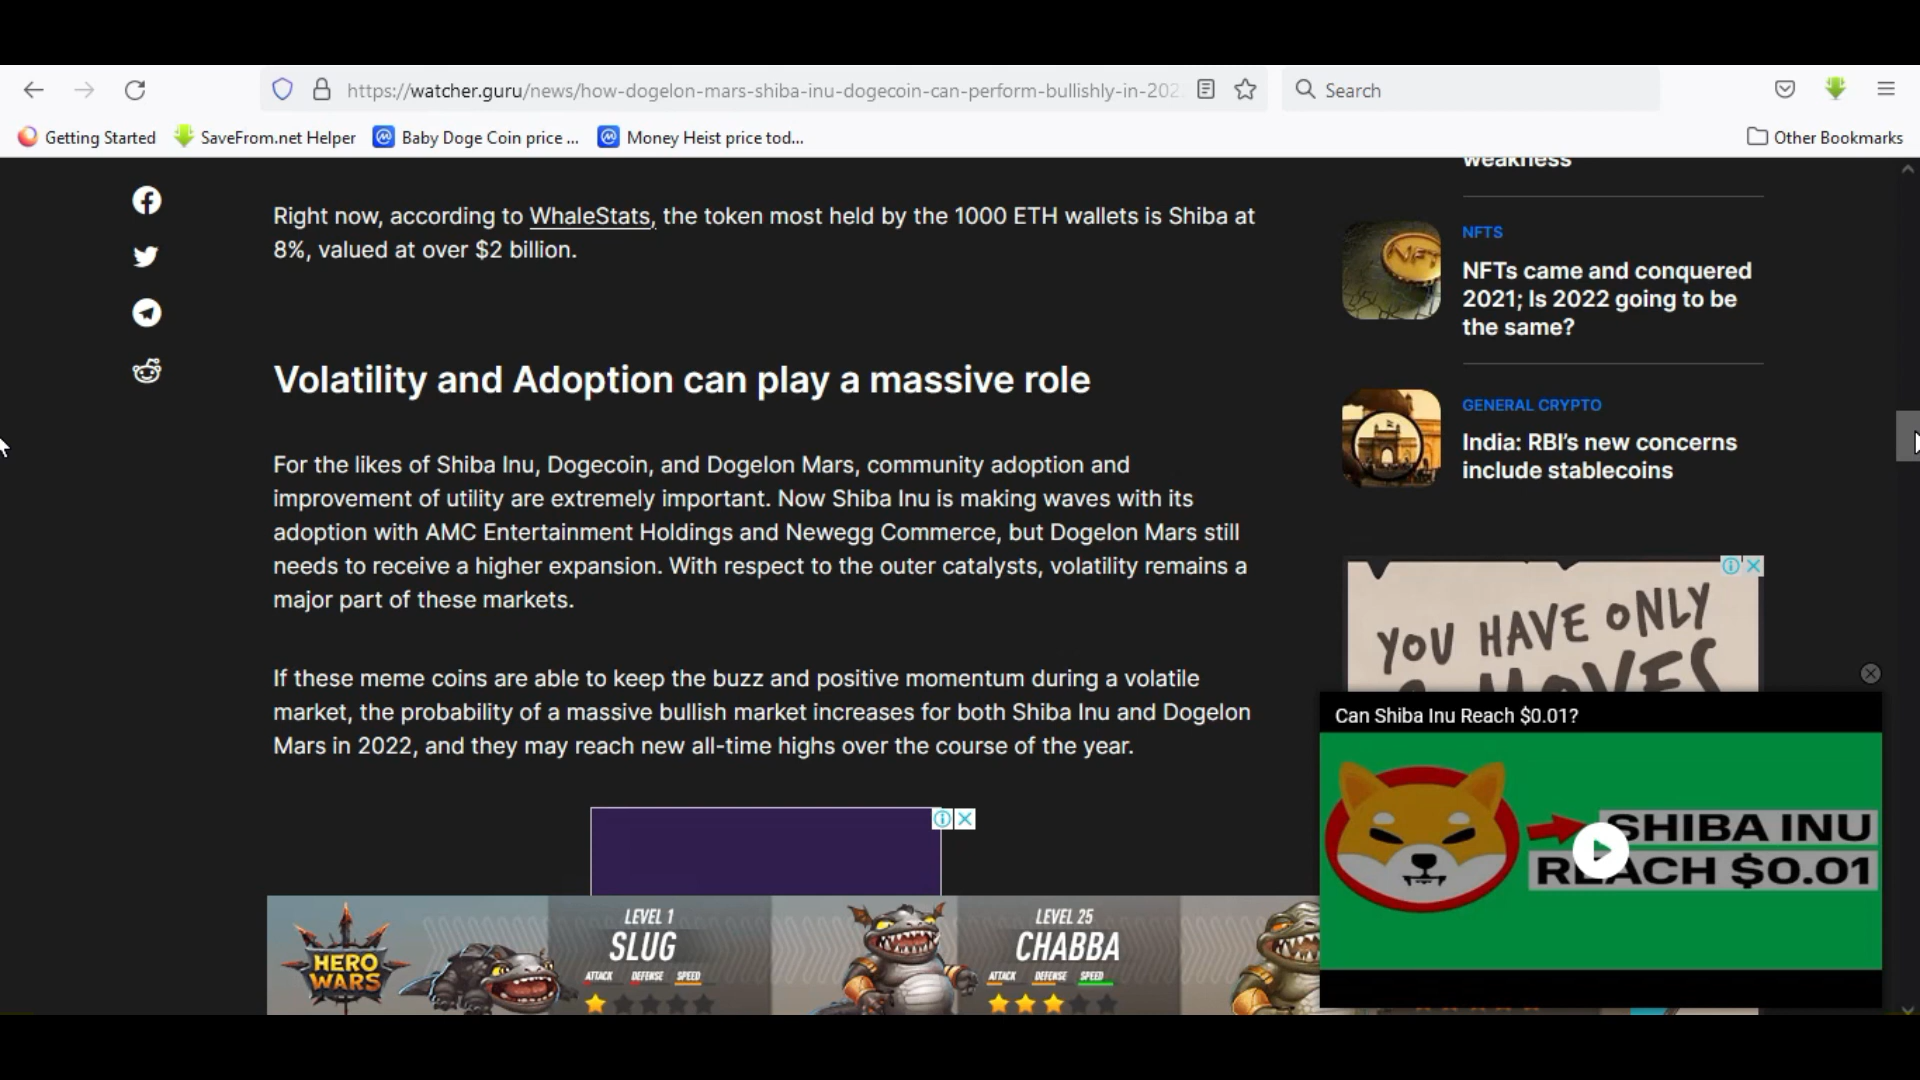 https://watcher.guru/news/how-dogelon-mars-shiba-inu-dogecoin-can-perform-bullishly-in-202
Search
Getting Started
SaveFrom.net Helper
Baby Doge Coin price ...
Money Heist price tod...
Other Bookmarks
Right now, according to WhaleStats, the token most held by the 1000 ETH wallets is Shiba at
8%, valued at over $2 billion.
Volatility and Adoption can play a massive role
For the likes of Shiba Inu, Dogecoin, and Dogelon Mars, community adoption and
improvement of utility are extremely important. Now Shiba Inu is making waves with its
adoption with AMC Entertainment Holdings and Newegg Commerce, but Dogelon Mars still
needs to receive a higher expansion. With respect to the outer catalysts, volatility remains a
major part of these markets.
If these meme coins are able to keep the buzz and positive momentum during a volatile
market, the probability of a massive bullish market increases for both Shiba Inu and Dogelon
Mars in 2022, and they may reach new all-time highs over the course of the year.
weakness
NFTS
NFTs came and conquered
2021; Is 2022 going to be
the same?
GENERAL CRYPTO
India: RBI's new concerns
include stablecoins
YOU HAVE ONLY
MOVES
Can Shiba Inu Reach $0.01?
SHIBA INU
REACH $0.01
HERO
WARS
LEVEL 1
SLUG
ATTACK DEFENSE SPEED
LEVEL 25
CHABBA
ATTACK DEFENSE SPEED